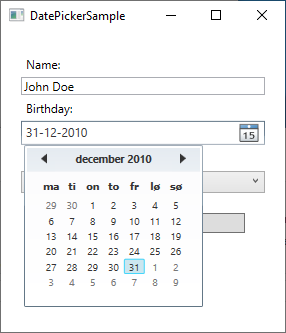 DatePickerSample
Name:
John Doe
Birthday:
31-12-2010
15
december 2010
ma ti on to fr lø sø
29 30 1 2 3 4 5
6 7 8 9 10 11 12
13 14 15 16 17 18 19
20 21 22 23 24 25 26
27 28 29 30 31 1 2
3 4 5 6 7 8 9